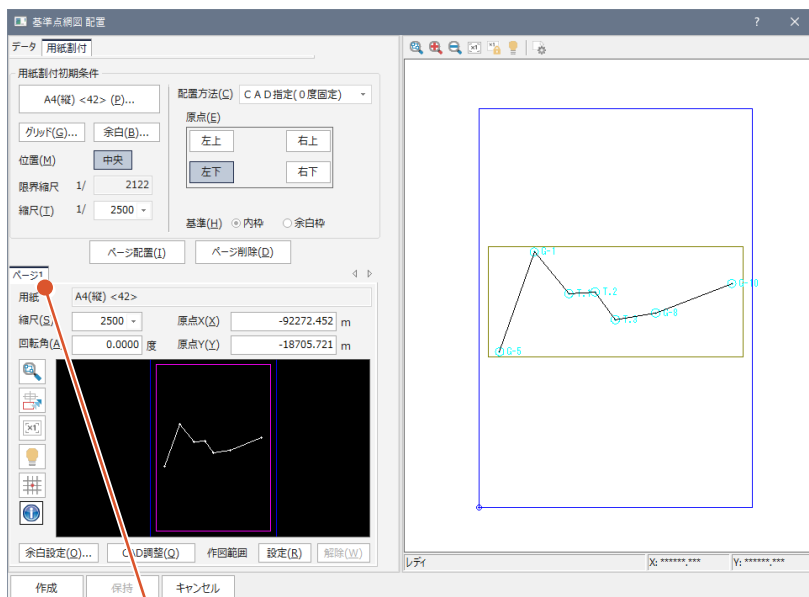 基準点網図 配置
データ 用紙割付
用紙割付初期条件
A4(縦) <42> (P)...
配置方法(C) CAD指定(0度固定)
原点(E)
グリッド(G)... 余白(B)...
左上 右上
位置(M) 中央
左下 右下
限界縮尺 1/ 2122
縮尺(T) 1/ 2500
基準(H) 内枠 余白枠
ページ配置(I) ページ削除(D)
ページ1
用紙 A4(縦) <42>
縮尺(S) 2500 原点X(X) -92272.452 m
回転角(A 0.0000 度 原点Y(Y) -18705.721 m
余白設定(O)... CAD調整(Q) 作図範囲 設定(R) 解除(W)
作成 保持 キャンセル
G-1
G-10
T.1
T.2
T.3
G-8
G-6
レディ X: ******.*** Y: ******.***